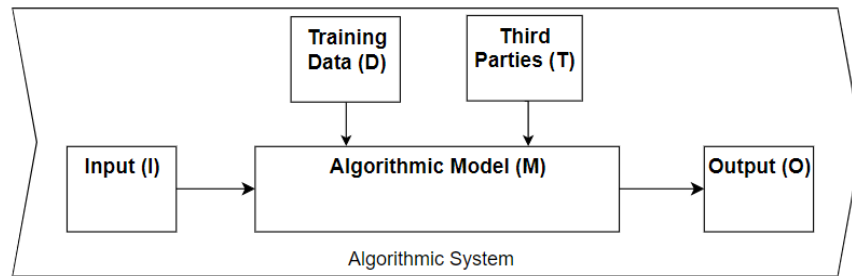 Training
Data (D)
Third
Parties (T)
Input (I)
Algorithmic Model (M)
Output (O)
Algorithmic System